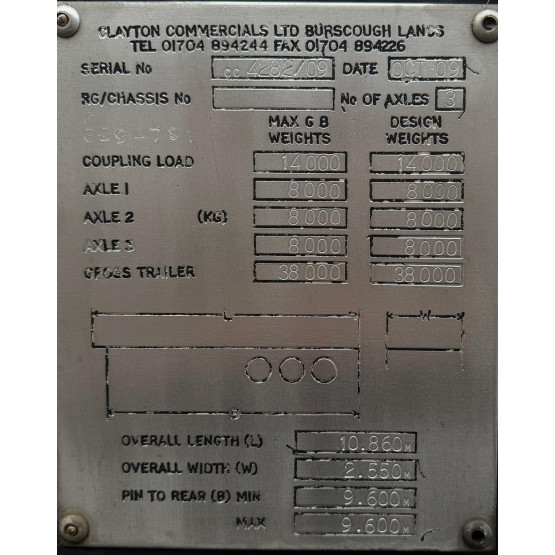 CLAYTON COMMERCIALS LTD BURSCOUGH LANCS
TEL 01704 894244 FAX 01704 894226
SERIAL No CC 4282/09 DATE OCT-09
RG/CHASSIS No No OF AXLES 3
MAX G B WEIGHTS DESIGN WEIGHTS
COUPLING LOAD 14000 14000
AXLE 1 8000 8000
AXLE 2 (KG) 8000 8000
AXLE 3 8000 8000
GROSS TRAILER 38000 38000
L W
B
OVERALL LENGTH (L) 10.860M
OVERALL WIDTH (W) 2.550M
PIN TO REAR (B) MIN 9.600M
MAX 9.600M